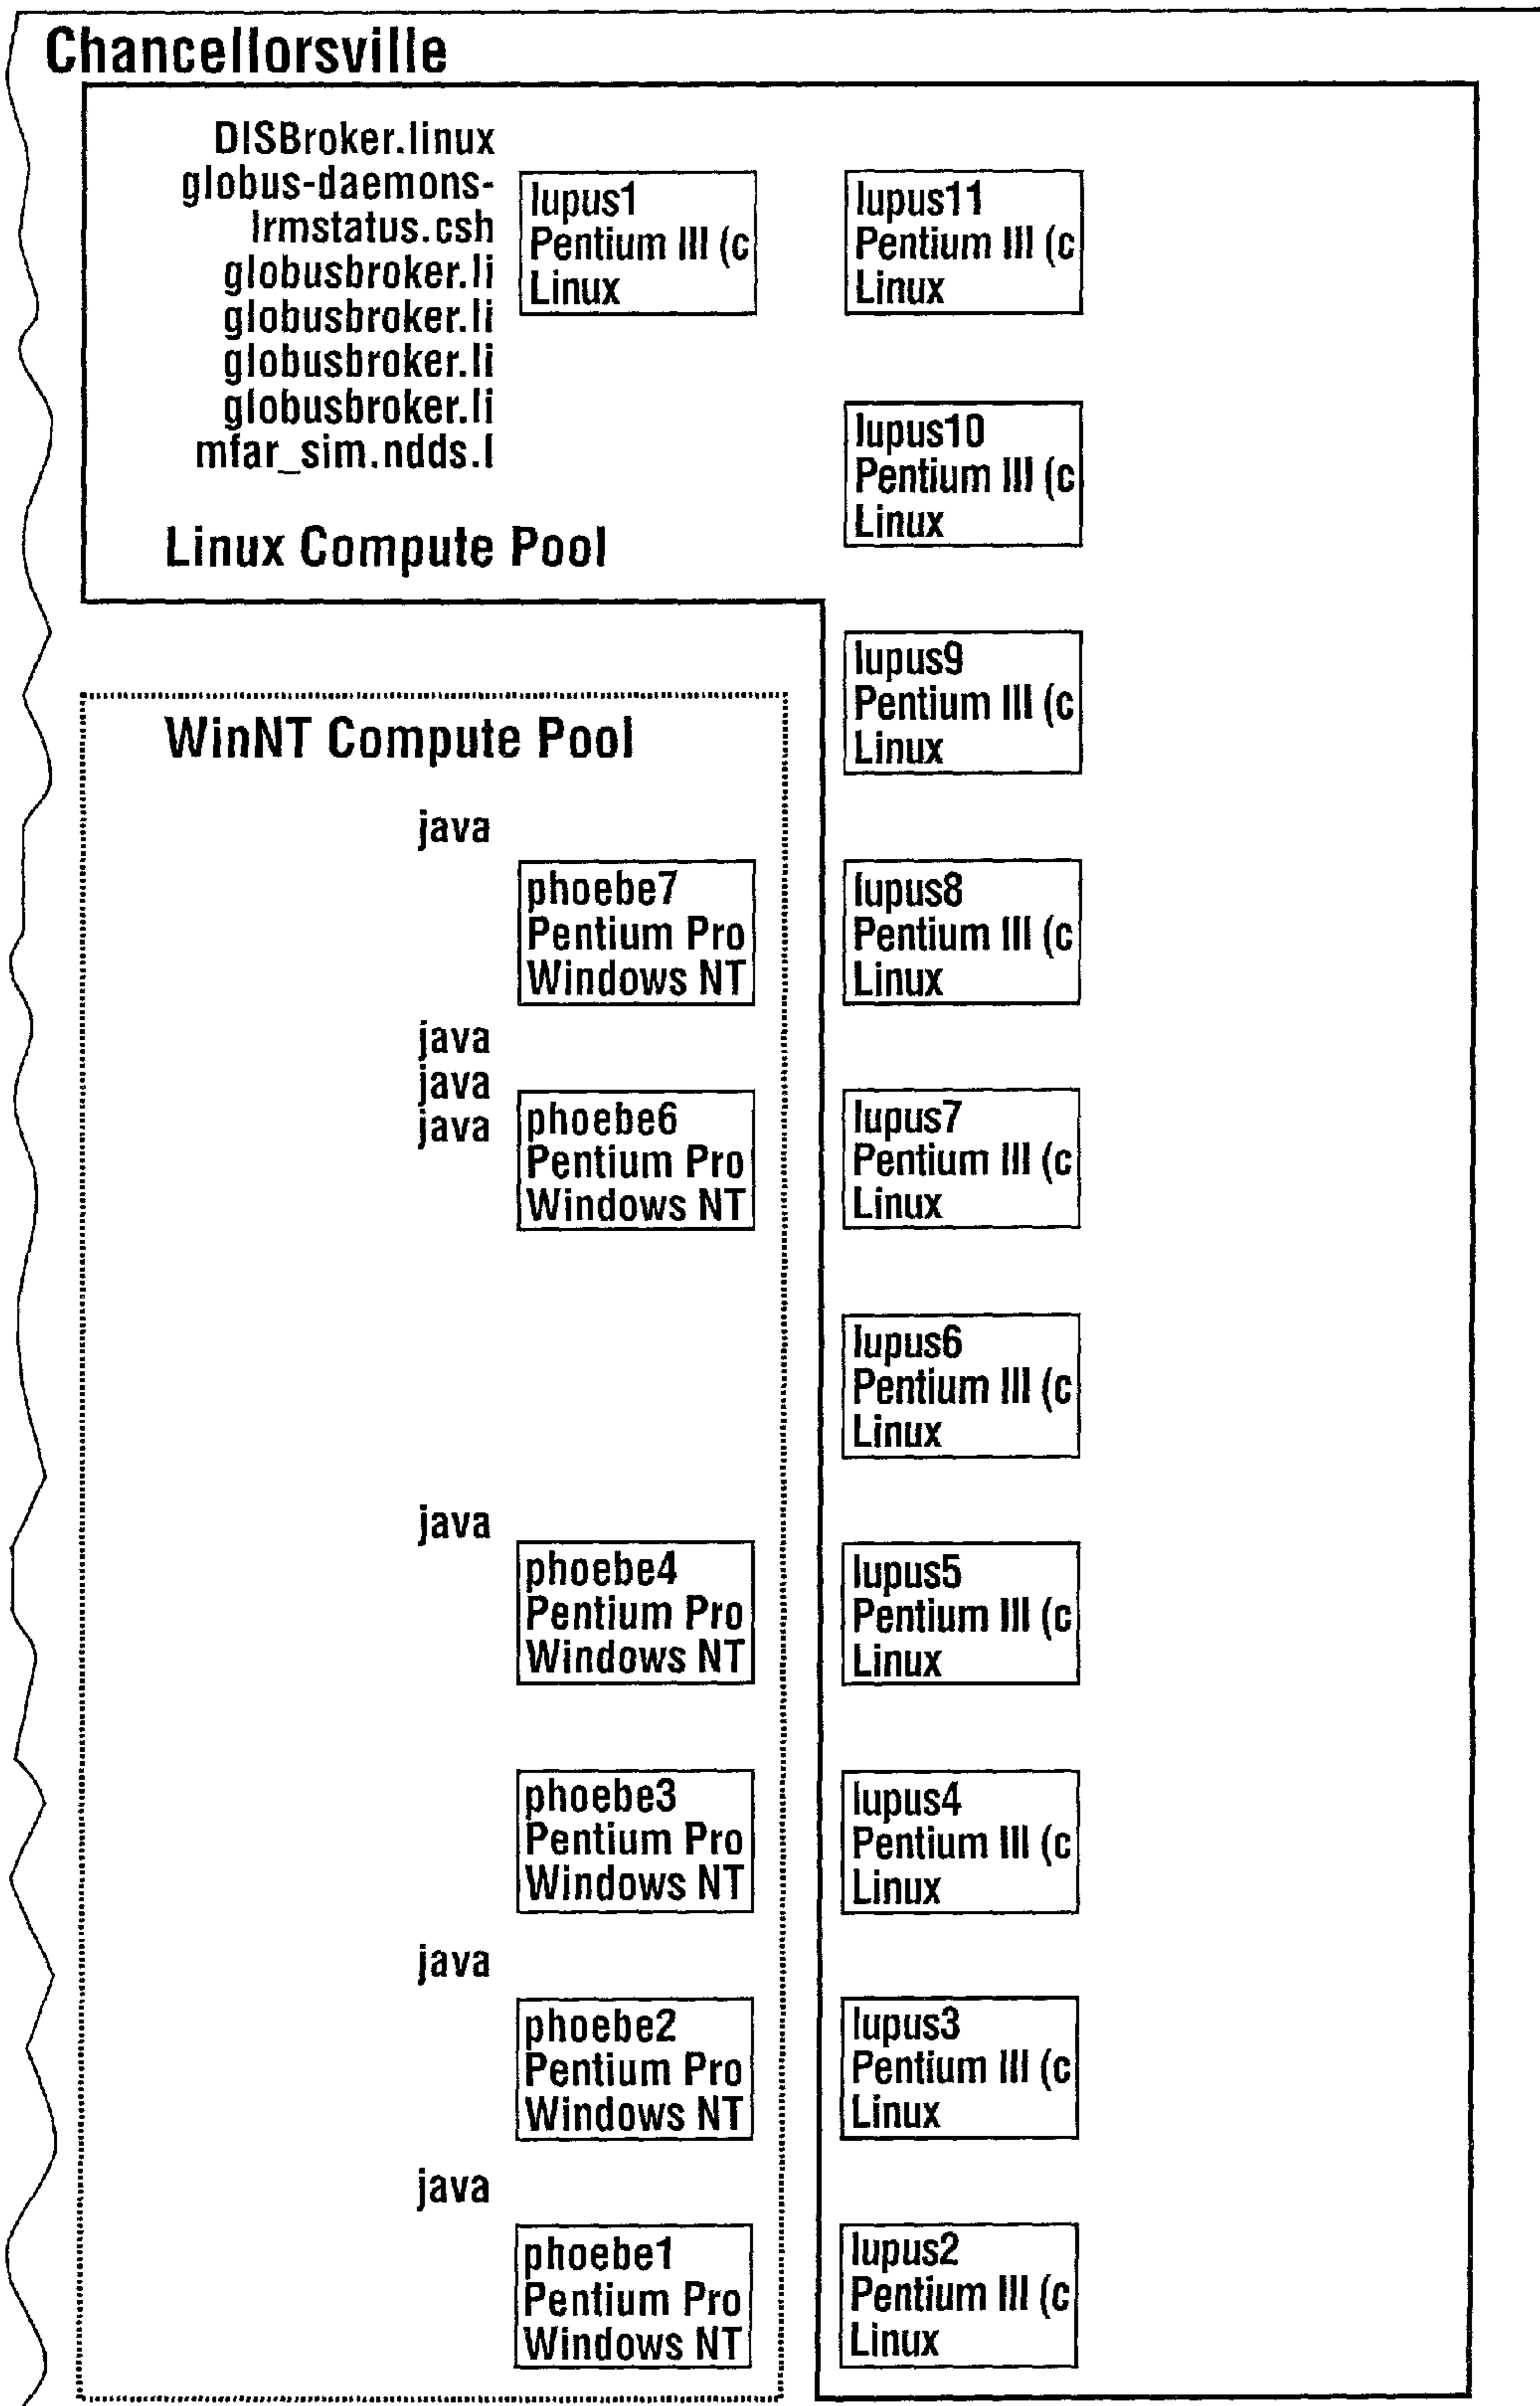 Chancellorsville
DISBroker.linux
globus-daemons-
lrmstatus.csh
globusbroker.li
globusbroker.li
globusbroker.li
globusbroker.li
mfar_sim.ndds.l
lupus1
Pentium III (c
Linux
lupus11
Pentium III (c
Linux
lupus10
Pentium III (c
Linux
Linux Compute Pool
lupus9
Pentium III (c
Linux
WinNT Compute Pool
java
phoebe7
Pentium Pro
Windows NT
lupus8
Pentium III (c
Linux
java
java
java
phoebe6
Pentium Pro
Windows NT
lupus7
Pentium III (c
Linux
lupus6
Pentium III (c
Linux
java
phoebe4
Pentium Pro
Windows NT
lupus5
Pentium III (c
Linux
phoebe3
Pentium Pro
Windows NT
lupus4
Pentium III (c
Linux
java
phoebe2
Pentium Pro
Windows NT
lupus3
Pentium III (c
Linux
java
phoebe1
Pentium Pro
Windows NT
lupus2
Pentium III (c
Linux